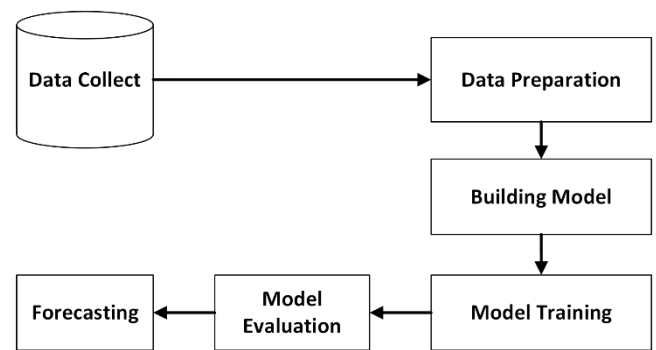 Data Collect
Data Preparation
Building Model
Model Training
Model
Evaluation
Forecasting